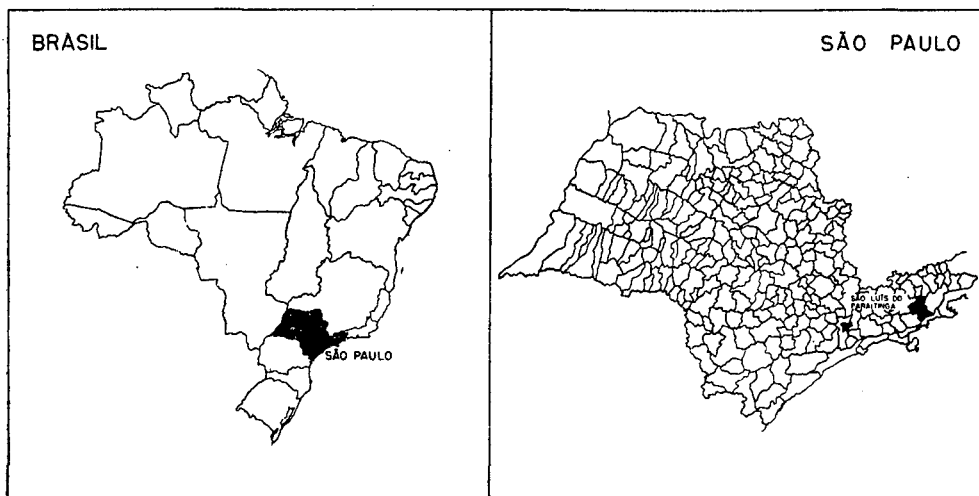 BRASIL
SÃO PAULO
SÃO PAULO
SÃO LUÍS DO
PARAITINGA